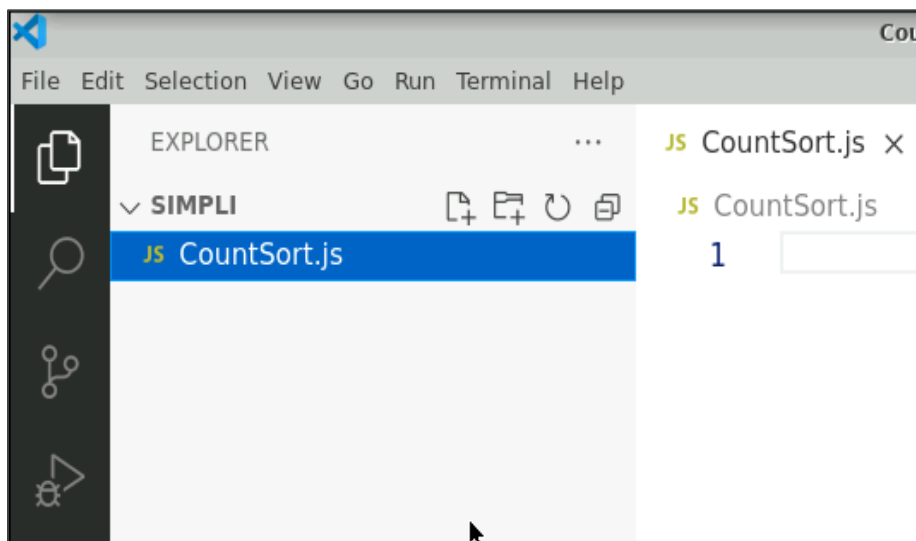 Cou
File Edit Selection View Go Run Terminal Help
EXPLORER ...
SIMPLI
JS CountSort.js
JS CountSort.js ×
JS CountSort.js
1